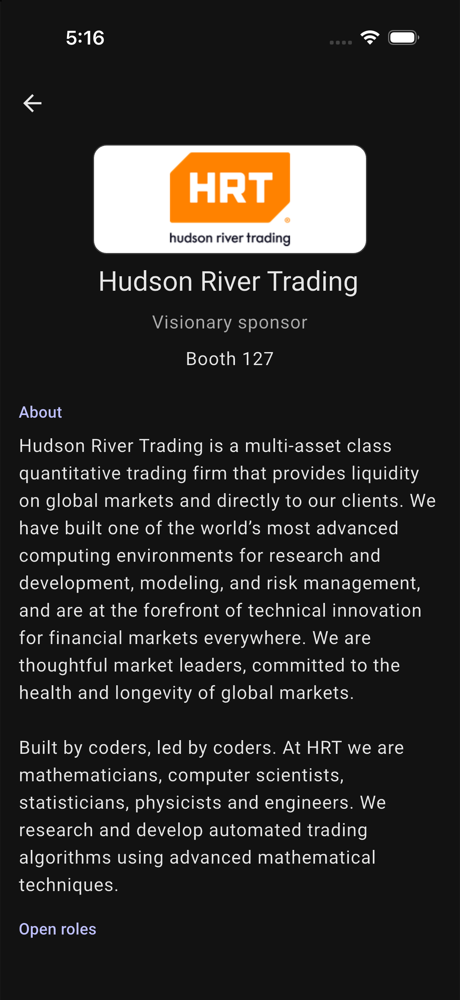 5:16
HRT
hudson river trading
Hudson River Trading
Visionary sponsor
Booth 127
About
Hudson River Trading is a multi-asset class
quantitative trading firm that provides liquidity
on global markets and directly to our clients. We
have built one of the world’s most advanced
computing environments for research and
development, modeling, and risk management,
and are at the forefront of technical innovation
for financial markets everywhere. We are
thoughtful market leaders, committed to the
health and longevity of global markets.
Built by coders, led by coders. At HRT we are
mathematicians, computer scientists,
statisticians, physicists and engineers. We
research and develop automated trading
algorithms using advanced mathematical
techniques.
Open roles